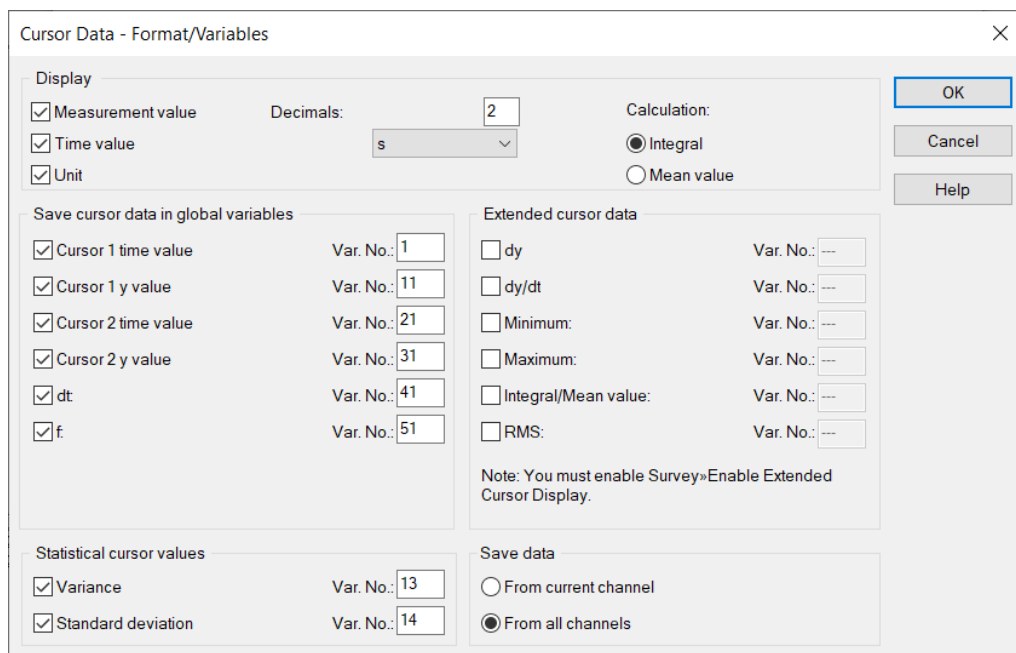 Cursor Data - Format/Variables
Display
Measurement value Decimals: 2 Calculation:
Time value s Integral
Unit Mean value
OK
Cancel
Help
Save cursor data in global variables
Cursor 1 time value Var. No.: 1
Cursor 1 y value Var. No.: 11
Cursor 2 time value Var. No.: 21
Cursor 2 y value Var. No.: 31
dt: Var. No.: 41
f: Var. No.: 51
Extended cursor data
dy Var. No.: ---
dy/dt Var. No.: ---
Minimum: Var. No.: ---
Maximum: Var. No.: ---
Integral/Mean value: Var. No.: ---
RMS: Var. No.: ---
Note: You must enable Survey»Enable Extended
Cursor Display.
Statistical cursor values
Variance Var. No.: 13
Standard deviation Var. No.: 14
Save data
From current channel
From all channels